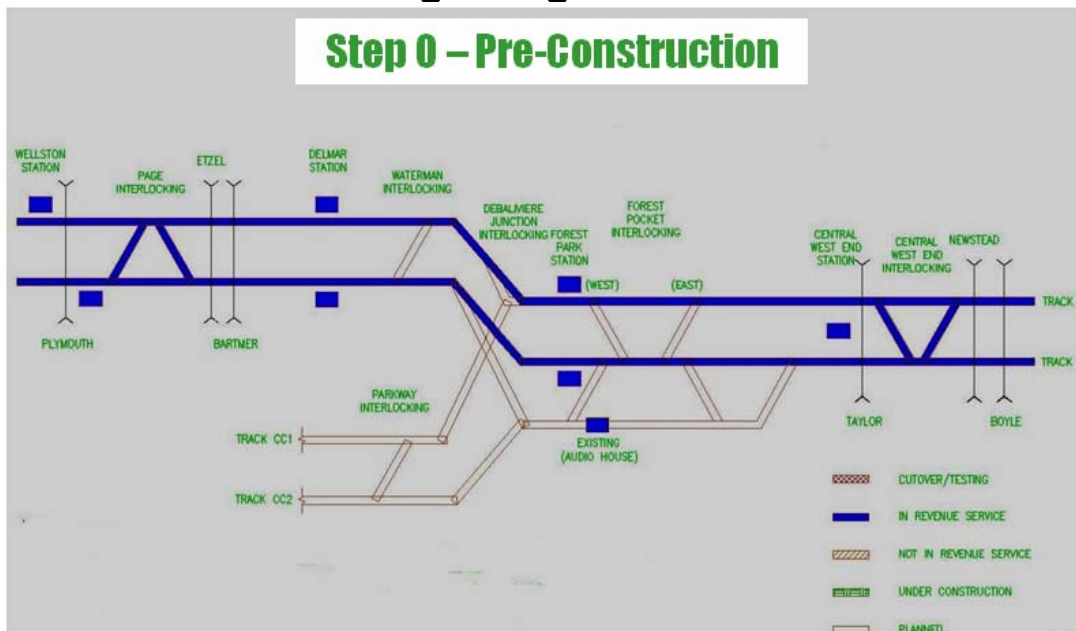 Step 0 – Pre-Construction
WELLSTON
STATION
PAGE
INTERLOCKING
ETZEL
DELMAR
STATION
WATERMAN
INTERLOCKING
DEBALIVIERE
JUNCTION
INTERLOCKING
FOREST
PARK
STATION
FOREST
POCKET
INTERLOCKING
(WEST)
(EAST)
CENTRAL
WEST END
STATION
CENTRAL
WEST END
INTERLOCKING
NEWSTEAD
TRACK
TRACK
PLYMOUTH
BARTMER
PARKWAY
INTERLOCKING
TAYLOR
BOYLE
TRACK CC1
EXISTING
(AUDIO HOUSE)
TRACK CC2
CUTOVER/TESTING
IN REVENUE SERVICE
NOT IN REVENUE SERVICE
UNDER CONSTRUCTION
PLANNED